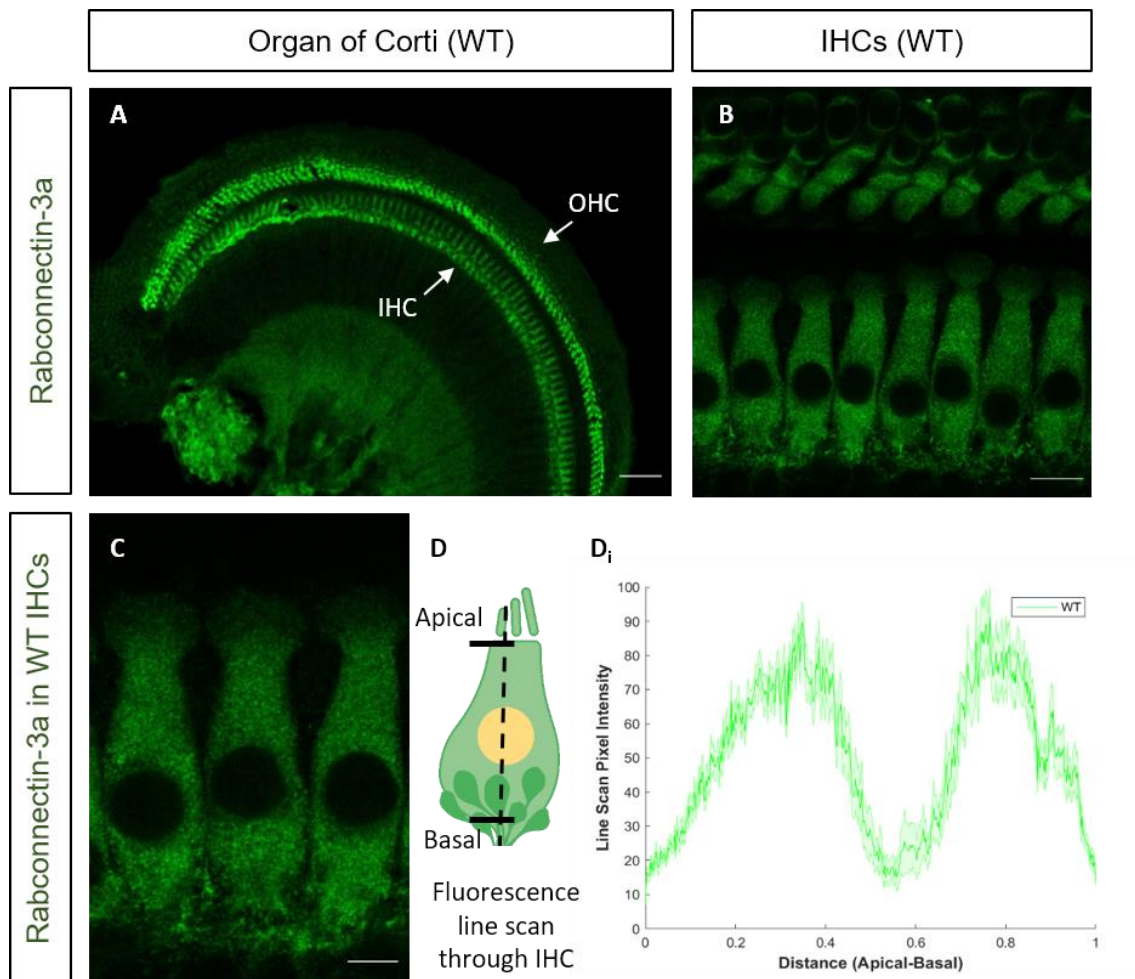 Organ of Corti (WT)
IHCs (WT)
Rabconnectin-3a
A
OHC
IHC
B
Rabconnectin-3a in WT IHCs
C
D
Apical
Basal
Fluorescence
line scan
through IHC
Di
100
90
80
70
60
50
40
30
20
10
0
Line Scan Pixel Intensity
WT
0
0.2
0.4
0.6
0.8
1
Distance (Apical-Basal)